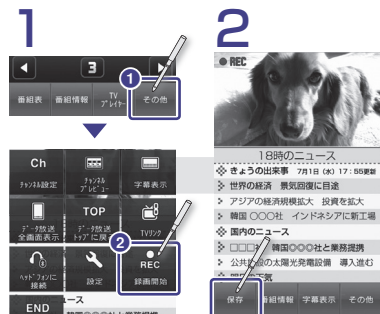 1
3
1
番組表 番組情報 TVプレイヤー その他
Ch
チャンネル設定
チャンネルプレビュー
字幕表示
データ放送全画面表示
TOP
データ放送トップに戻る
TVリンク
2
ヘッドフォンに接続
設定
REC
録画開始
END
ース
2
REC
18時のニュース
きょうの出来事 7月1日(水)17:55更新
世界の経済 景気回復に目途
アジアの経済規模拡大 投資を拡大
韓国 〇〇〇社 インドネシアに新工場
国内のニュース
□□□社 韓国〇〇〇社と業務提携
公共施設の太陽光発電設備 導入進む
保存 番組情報 字幕表示 その他